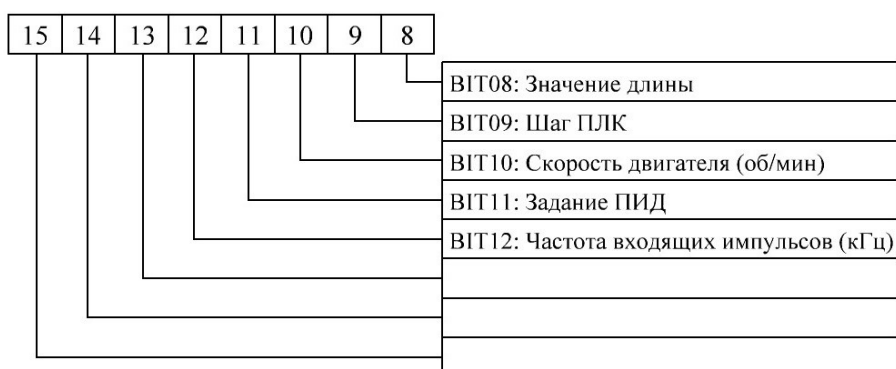 15 14 13 12 11 10 9 8
BIT08: Значение длины
BIT09: Шаг ПЛК
BIT10: Скорость двигателя (об/мин)
BIT11: Задание ПИД
BIT12: Частота входящих импульсов (кГц)